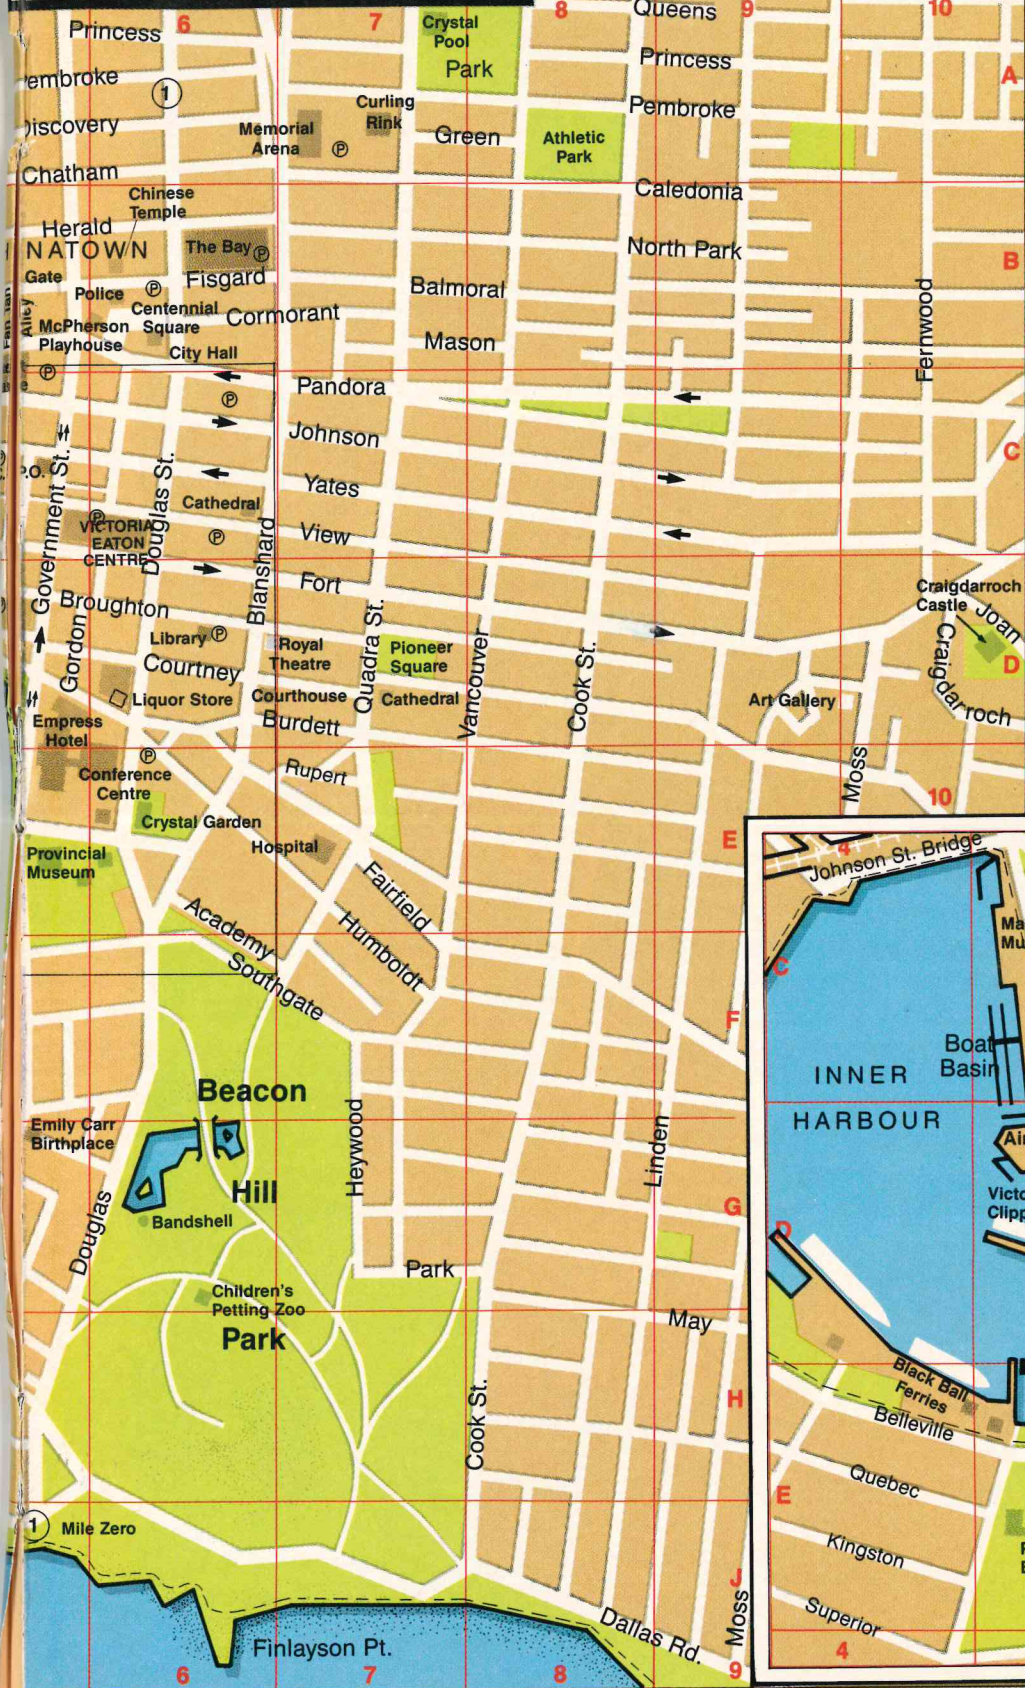 6
7
8
9
10
Queens
Princess
Crystal
Pool
Park
Princess
A
1
Curling
Rink
Pembroke
Memorial
Arena
P
Green
Athletic
Park
Chatham
Chinese
Temple
Caledonia
Herald
NATOWN
The Bay
P
North Park
B
Gate
Fisgard
Police
P
Balmoral
Fernwood
Alley
Centennial
Square
Cormorant
McPherson
Playhouse
Mason
City Hall
P
Pandora
P
Johnson
C
P.O.
Government St.
Douglas St.
Yates
Cathedral
P
VICTORIA
EATON
CENTRE
P
Blanshard
View
Fort
Craigdarroch
Castle
Joan
Broughton
Library
P
Royal
Theatre
Quadra St.
Pioneer
Square
Vancouver
Cook St.
Craigdarroch
D
Gordon
Courtney
Liquor Store
Courthouse
Cathedral
Art Gallery
Burdett
Empress
Hotel
P
Rupert
Moss
Conference
Centre
10
Crystal Garden
E
Hospital
Provincial
Museum
Fairfield
Academy
Humboldt
Southgate
F
Beacon
Emily Carr
Birthplace
Heywood
Linden
Hill
G
Bandshell
Douglas
Park
Children's
Petting Zoo
Park
May
H
Cook St.
1
Mile Zero
J
Moss
Dallas Rd.
Finlayson Pt.
6
7
8
9
4
Johnson St. Bridge
C
Boat
Basin
INNER
HARBOUR
D
Black Ball
Ferries
Belleville
Quebec
E
Kingston
Superior
4